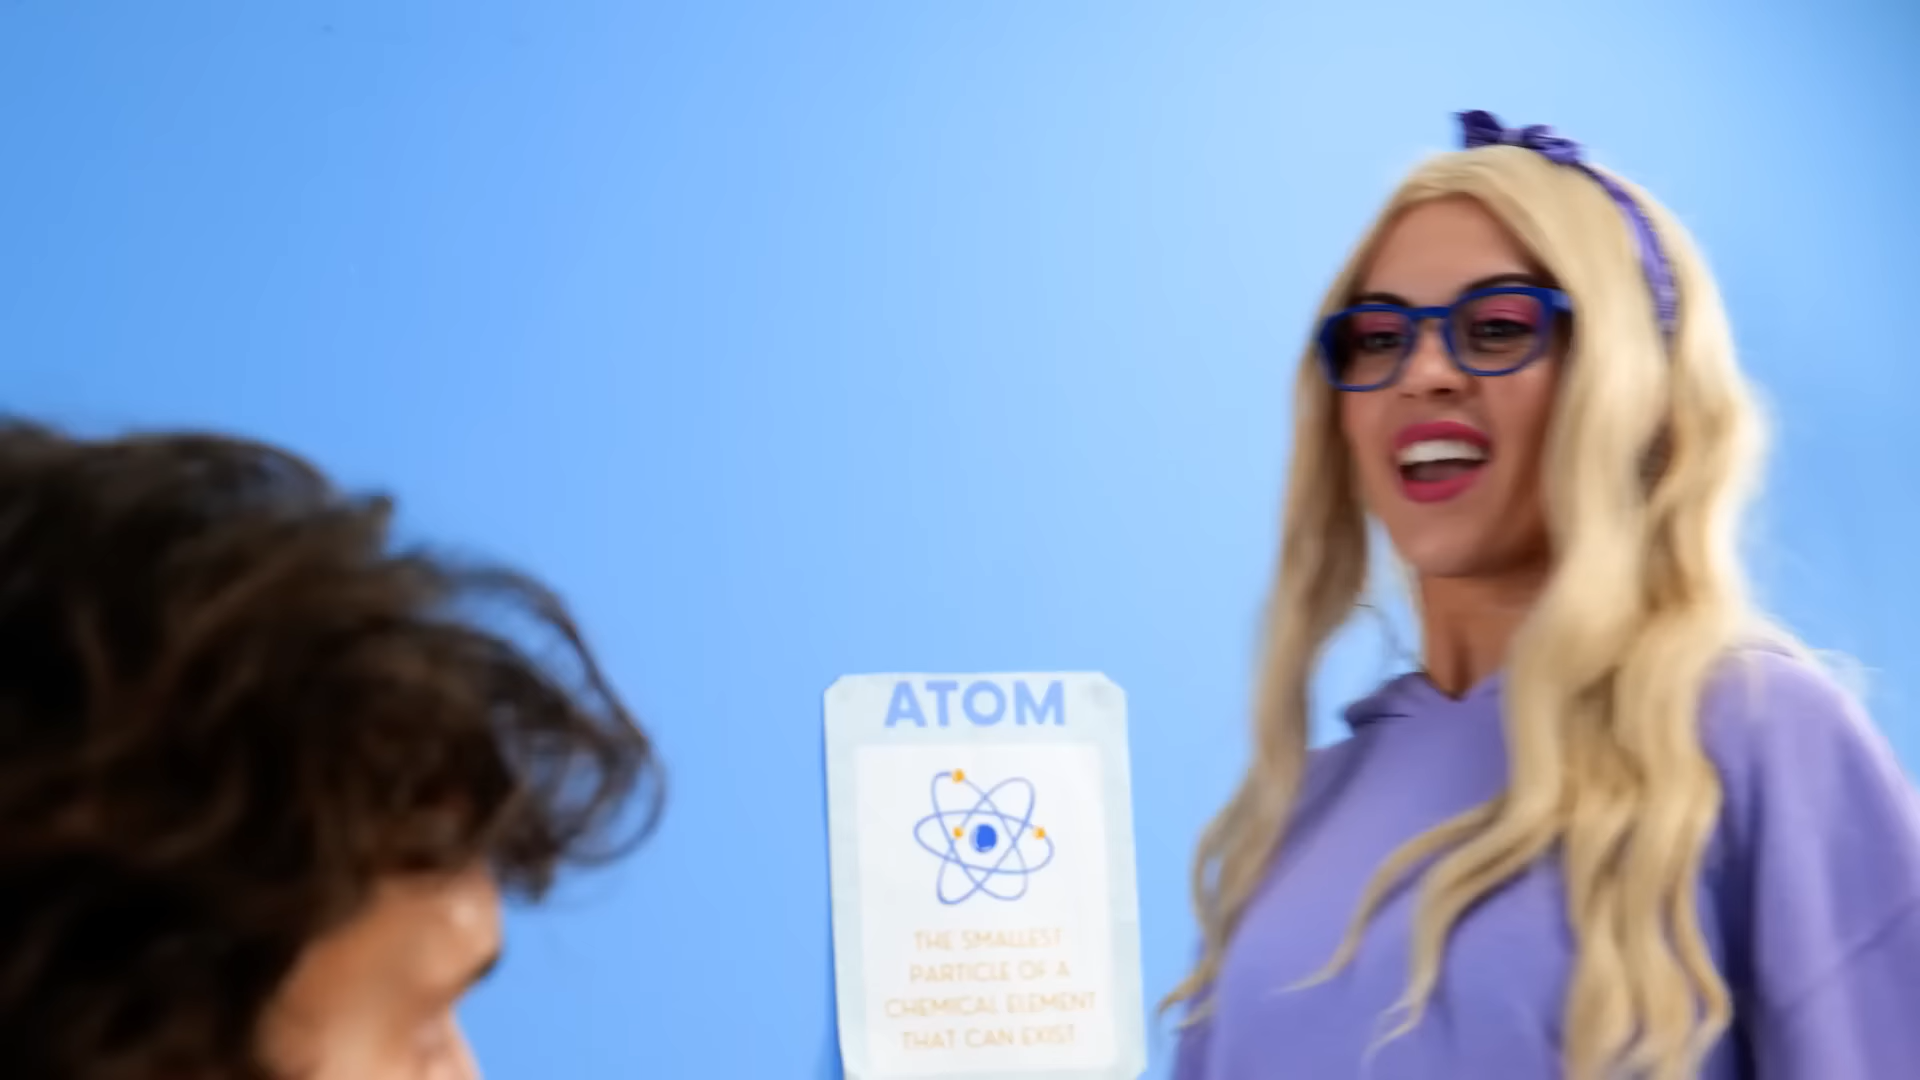 ATOM
THE SMALLEST
PARTICLE OF A
CHEMICAL ELEMENT
THAT CAN EXIST